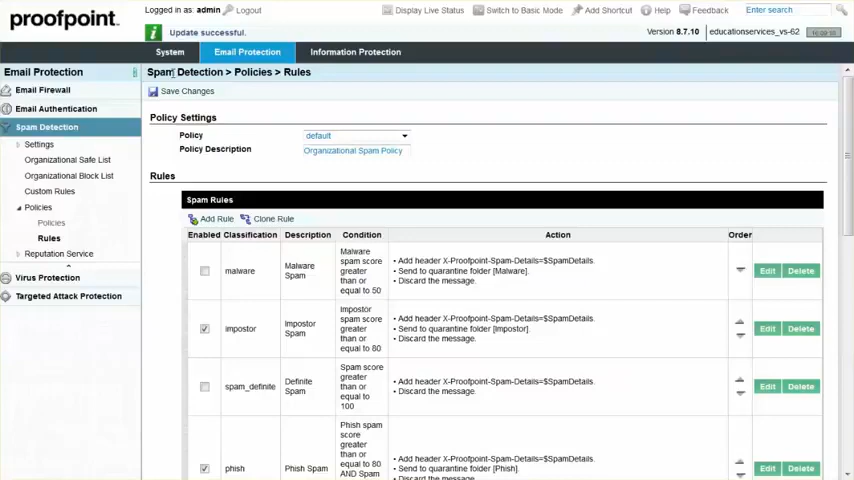 proofpoint.
Logged in as: admin Logout
Display Live Status Switch to Basic Mode Add Shortcut Help Feedback Enter search
Update successful.
Version 8.7.10 educationservices_vs-62
System Email Protection Information Protection
Email Protection
Email Firewall
Email Authentication
Spam Detection
Settings
Organizational Safe List
Organizational Block List
Custom Rules
Policies
Policies
Rules
Reputation Service
Virus Protection
Targeted Attack Protection
Spam Detection > Policies > Rules
Save Changes
Policy Settings
Policy default
Policy Description Organizational Spam Policy
Rules
Spam Rules
Add Rule Clone Rule
Enabled Classification Description Condition Action Order
malware
Malware
Spam
Malware
spam score
greater
than or
equal to 50
• Add header X-Proofpoint-Spam-Details=$SpamDetails.
• Send to quarantine folder [Malware].
• Discard the message.
Edit Delete
impostor
Impostor
Spam
Impostor
spam score
greater
than or
equal to 80
• Add header X-Proofpoint-Spam-Details=$SpamDetails.
• Send to quarantine folder [Impostor].
• Discard the message.
Edit Delete
spam_definite
Definite
Spam
Spam score
greater
than or
equal to
100
• Add header X-Proofpoint-Spam-Details=$SpamDetails.
• Discard the message.
Edit Delete
phish
Phish Spam
Phish spam
score
greater
than or
equal to 80
AND Spam
• Add header X-Proofpoint-Spam-Details=$SpamDetails.
• Send to quarantine folder [Phish].
• Discard the message.
Edit Delete